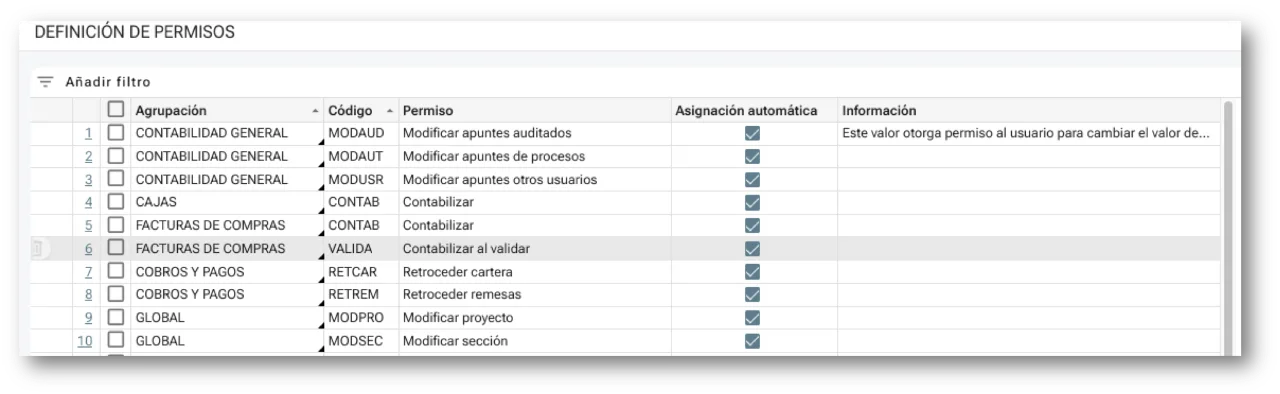 DEFINICIÓN DE PERMISOS
Añadir filtro
Agrupación Código Permiso Asignación automática Información
1 CONTABILIDAD GENERAL MODAUD Modificar apuntes auditados Este valor otorga permiso al usuario para cambiar el valor de...
2 CONTABILIDAD GENERAL MODAUT Modificar apuntes de procesos
3 CONTABILIDAD GENERAL MODUSR Modificar apuntes otros usuarios
4 CAJAS CONTAB Contabilizar
5 FACTURAS DE COMPRAS CONTAB Contabilizar
6 FACTURAS DE COMPRAS VALIDA Contabilizar al validar
7 COBROS Y PAGOS RETCAR Retroceder cartera
8 COBROS Y PAGOS RETREM Retroceder remesas
9 GLOBAL MODPRO Modificar proyecto
10 GLOBAL MODSEC Modificar sección